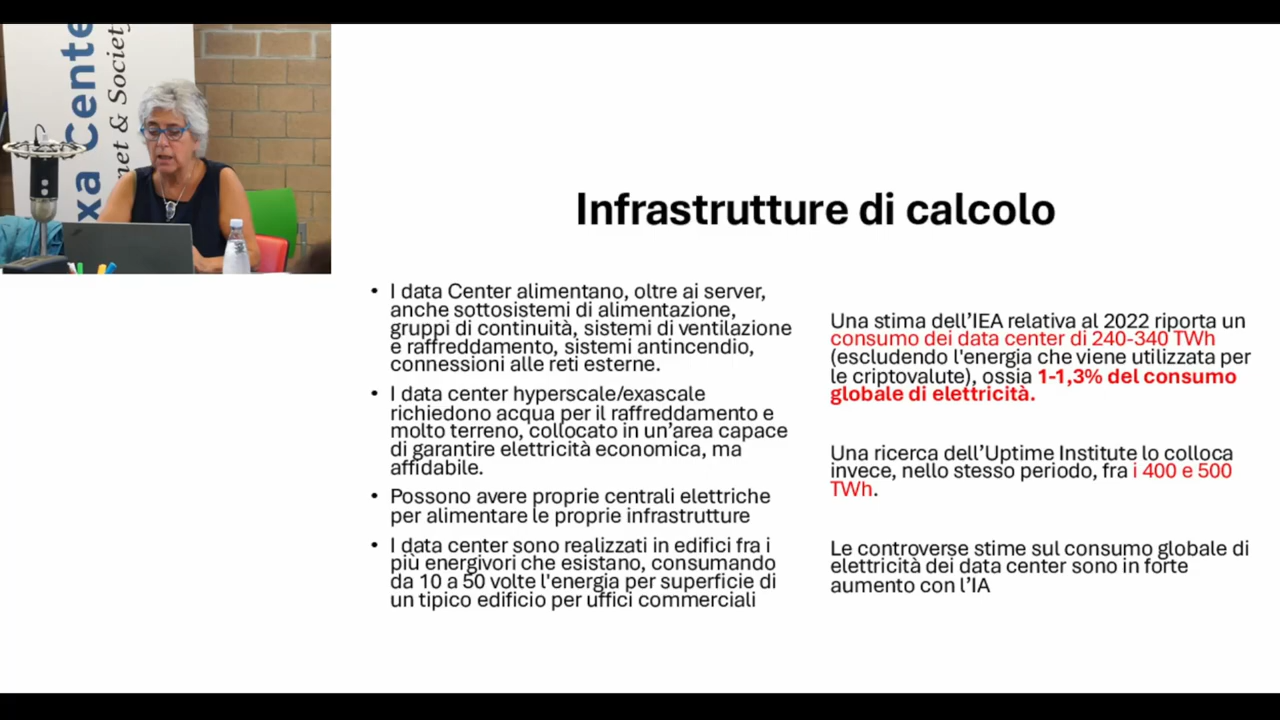 xa Cente
net & Society
Infrastrutture di calcolo
• I data Center alimentano, oltre ai server,
anche sottosistemi di alimentazione,
gruppi di continuità, sistemi di ventilazione
e raffreddamento, sistemi antincendio,
connessioni alle reti esterne.
• I data center hyperscale/exascale
richiedono acqua per il raffreddamento e
molto terreno, collocato in un’area capace
di garantire elettricità economica, ma
affidabile.
• Possono avere proprie centrali elettriche
per alimentare le proprie infrastrutture
• I data center sono realizzati in edifici fra i
più energivori che esistano, consumando
da 10 a 50 volte l'energia per superficie di
un tipico edificio per uffici commerciali
Una stima dell’IEA relativa al 2022 riporta un
consumo dei data center di 240-340 TWh
(escludendo l'energia che viene utilizzata per
le criptovalute), ossia 1-1,3% del consumo
globale di elettricità.
Una ricerca dell’Uptime Institute lo colloca
invece, nello stesso periodo, fra i 400 e 500
TWh.
Le controverse stime sul consumo globale di
elettricità dei data center sono in forte
aumento con l’IA